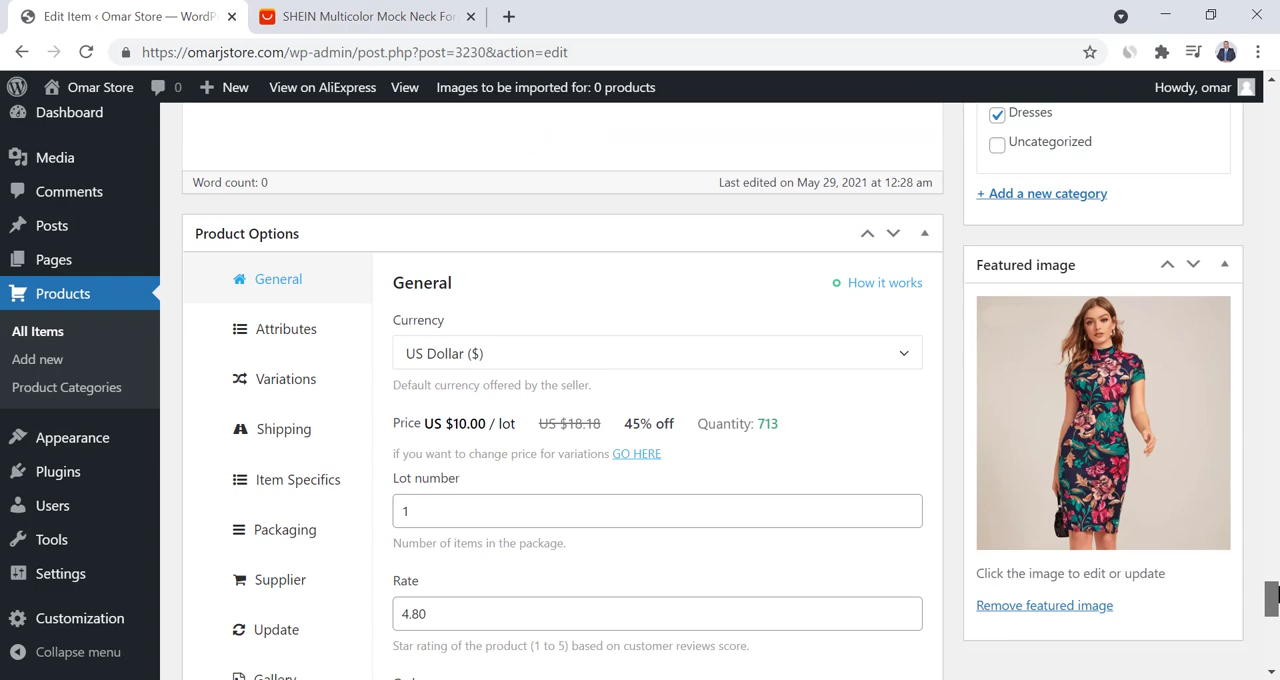 Edit Item ‹ Omar Store — WordP
SHEIN Multicolor Mock Neck For
https://omarjstore.com/wp-admin/post.php?post=3230&action=edit
Omar Store
0
New
View on AliExpress
View
Images to be imported for: 0 products
Howdy, omar
Dashboard
Media
Comments
Posts
Pages
Products
All Items
Add new
Product Categories
Appearance
Plugins
Users
Tools
Settings
Customization
Collapse menu
Word count: 0
Last edited on May 29, 2021 at 12:28 am
Product Options
General
Attributes
Variations
Shipping
Item Specifics
Packaging
Supplier
Update
Gallery
General
How it works
Currency
US Dollar ($)
Default currency offered by the seller.
Price US $10.00 / lot US $18.18 45% off Quantity: 713
if you want to change price for variations GO HERE
Lot number
1
Number of items in the package.
Rate
4.80
Star rating of the product (1 to 5) based on customer reviews score.
Dresses
Uncategorized
+ Add a new category
Featured image
Click the image to edit or update
Remove featured image